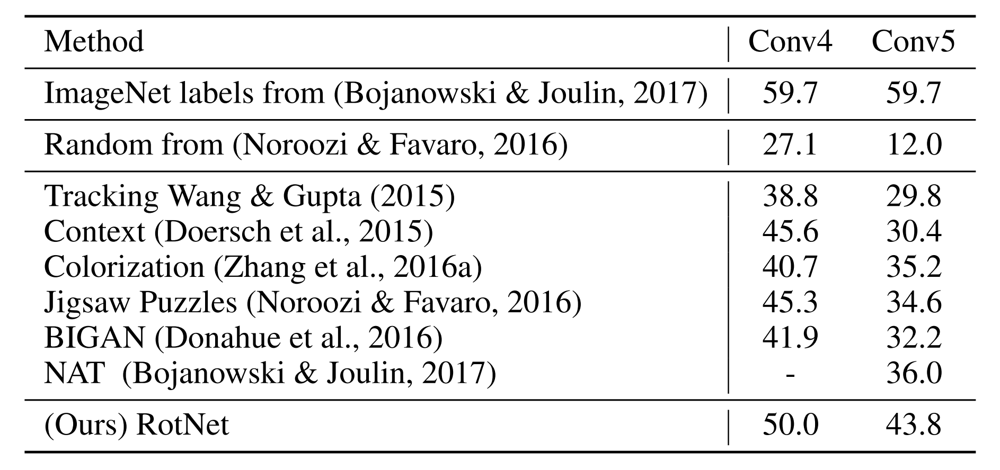 Method Conv4 Conv5
ImageNet labels from (Bojanowski & Joulin, 2017) 59.7 59.7
Random from (Noroozi & Favaro, 2016) 27.1 12.0
Tracking Wang & Gupta (2015) 38.8 29.8
Context (Doersch et al., 2015) 45.6 30.4
Colorization (Zhang et al., 2016a) 40.7 35.2
Jigsaw Puzzles (Noroozi & Favaro, 2016) 45.3 34.6
BIGAN (Donahue et al., 2016) 41.9 32.2
NAT (Bojanowski & Joulin, 2017) - 36.0
(Ours) RotNet 50.0 43.8